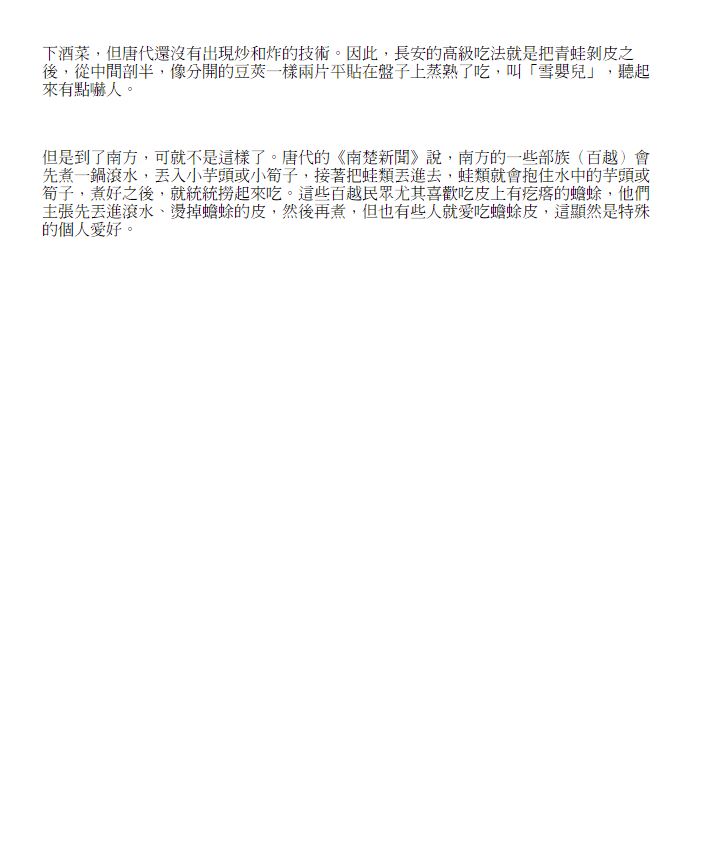 下酒菜，但唐代還沒有出現炒和炸的技術。因此，長安的高級吃法就是把青蛙剝皮之
後，從中間剖半，像分開的豆莢一樣兩片平貼在盤子上蒸熟了吃，叫「雪嬰兒」，聽起
來有點嚇人。
但是到了南方，可就不是這樣了。唐代的《南楚新聞》說，南方的一些部族（百越）會
先煮一鍋滾水，丟入小芋頭或小筍子，接著把蛙類丟進去，蛙類就會抱住水中的芋頭或
筍子，煮好之後，就統統撈起來吃。這些百越民眾尤其喜歡吃皮上有疙瘩的蟾蜍，他們
主張先丟進滾水、燙掉蟾蜍的皮，然後再煮，但也有些人就愛吃蟾蜍皮，這顯然是特殊
的個人愛好。